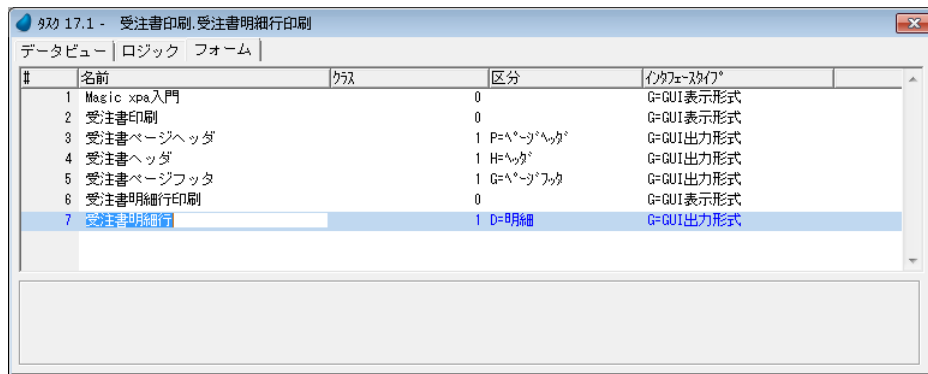 ﾀｽｸ 17.1 - 受注書印刷.受注書明細行印刷
データビュー ロジック フォーム
# 名前 ｸﾗｽ 区分 ｲﾝﾀﾌｪｰｽﾀｲﾌﾟ
1 Magic xpa入門 0 G=GUI表示形式
2 受注書印刷 0 G=GUI表示形式
3 受注書ページヘッダ 1 P=ﾍﾟｰｼﾞﾍｯﾀﾞ G=GUI出力形式
4 受注書ヘッダ 1 H=ﾍｯﾀﾞ G=GUI出力形式
5 受注書ページフッタ 1 G=ﾍﾟｰｼﾞﾌｯﾀ G=GUI出力形式
6 受注書明細行印刷 0 G=GUI表示形式
7 受注書明細行 1 D=明細 G=GUI出力形式